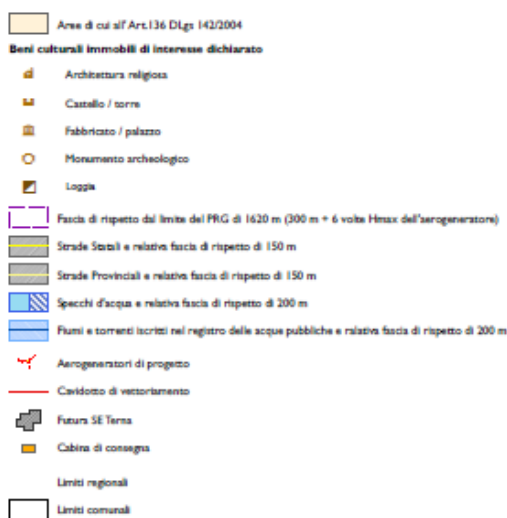 Aree di cui all'Art.136 DLgs 142/2004
Beni culturali immobili di interesse dichiarato
Architettura religiosa
Castello / torre
Fabbricato / palazzo
Monumento archeologico
Loggia
Fascia di rispetto dal limite del PRG di 1620 m (300 m + 6 volte Hmax dell'aerogeneratore)
Strade Statali e relativa fascia di rispetto di 150 m
Strade Provinciali e relativa fascia di rispetto di 150 m
Specchi d'acqua e relativa fascia di rispetto di 200 m
Fiumi e torrenti iscritti nel registro delle acque pubbliche e ralativa fascia di rispetto di 200 m
Aerogeneratori di progetto
Cavidotto di vettoriamento
Futura SE Terna
Cabina di consegna
Limiti regionali
Limiti comunali